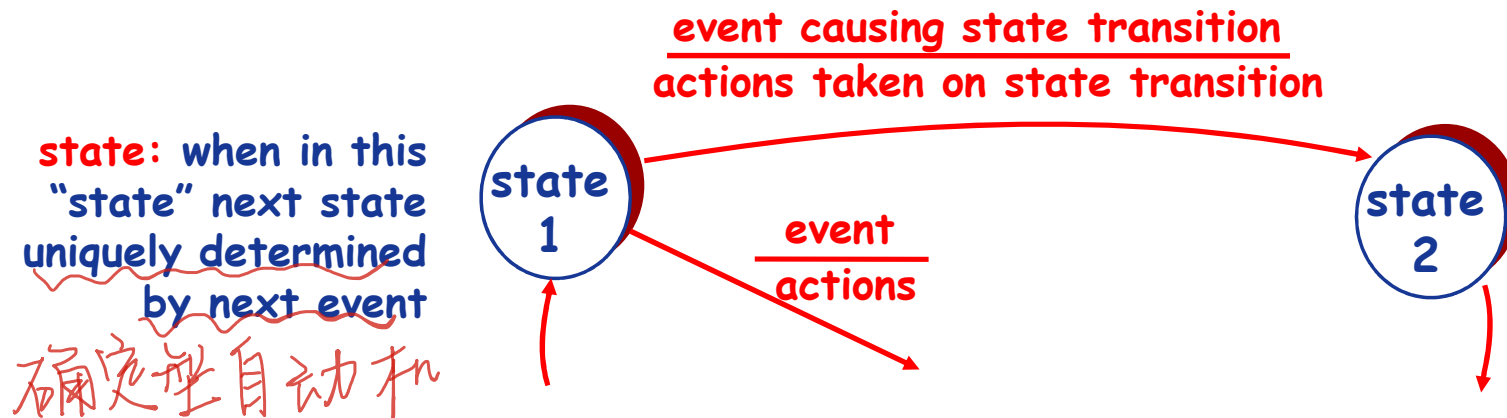 event causing state transition
actions taken on state transition
state: when in this
“state” next state
uniquely determined
by next event
确定型自动机
state
1
event
actions
state
2